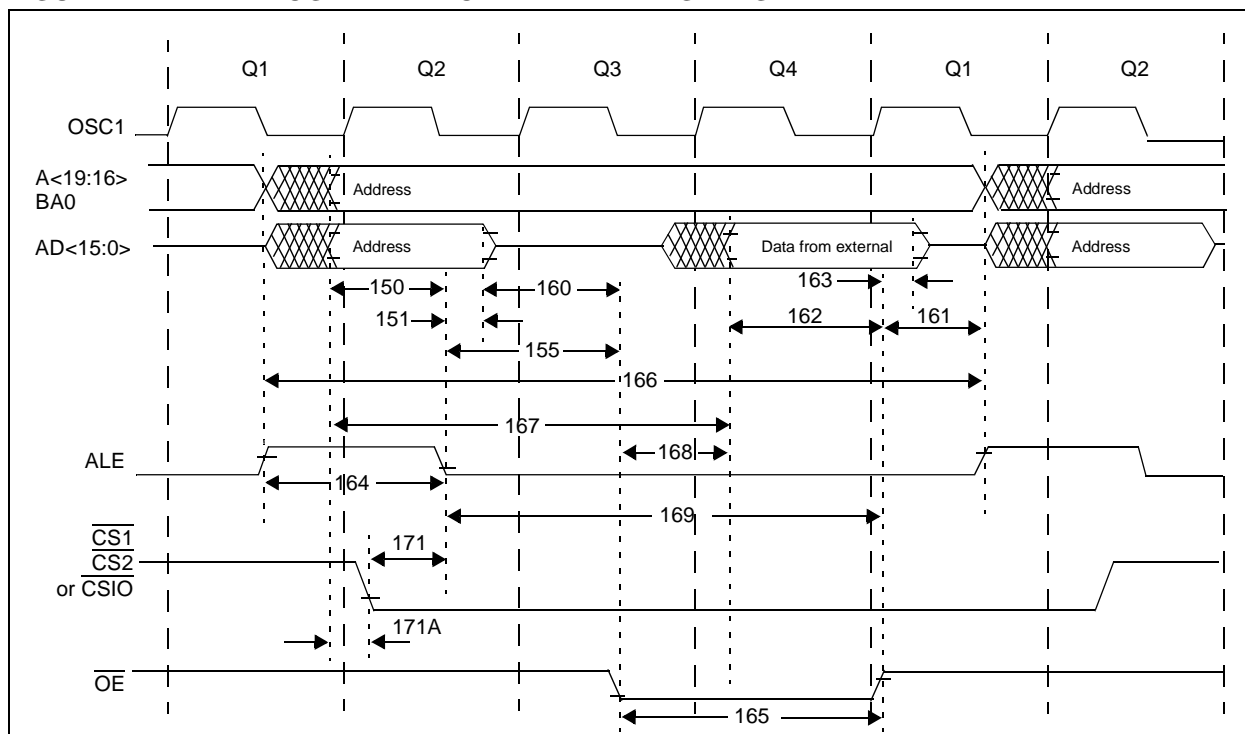 Q1 Q2 Q3 Q4 Q1 Q2
OSC1
A<19:16>
BA0
Address
Address
AD<15:0>
Address
Data from external
Address
150
160
163
151
162
161
155
166
167
168
ALE
164
169
CS1
CS2
or CSIO
171
171A
OE
165